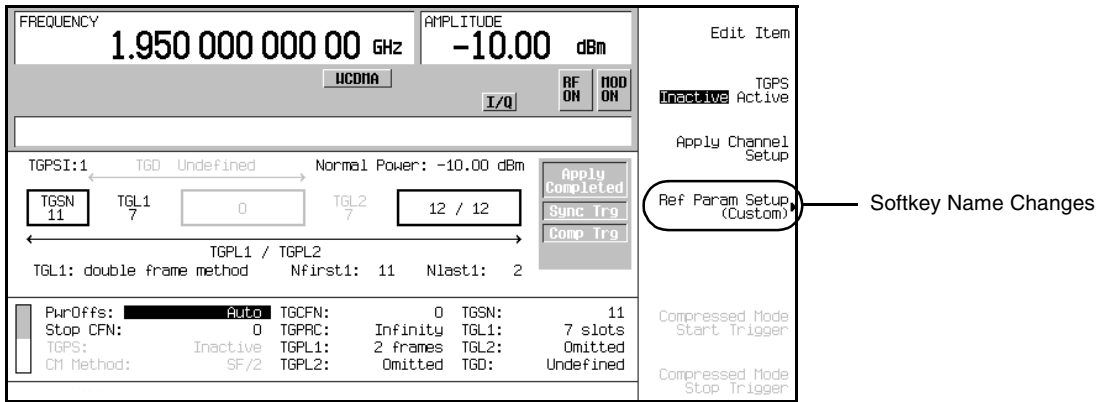 FREQUENCY
1.950 000 000 00 GHz
AMPLITUDE
-10.00 dBm
WCDMA
I/Q
RF ON
MOD ON
TGPSI:1
TGD Undefined
Normal Power: -10.00 dBm
TGSN
11
TGL1
7
0
TGL2
7
12 / 12
Apply
Completed
Sync Trg
Comp Trg
TGPL1 / TGPL2
TGL1: double frame method Nfirst1: 11 Nlast1: 2
PwrOffs: Auto TGCFN: 0 TGSN: 11
Stop CFN: 0 TGPRC: Infinity TGL1: 7 slots
TGPS: Inactive TGPL1: 2 frames TGL2: Omitted
CM Method: SF/2 TGPL2: Omitted TGD: Undefined
Edit Item
TGPS
Inactive Active
Apply Channel
Setup
Ref Param Setup
(Custom)
Compressed Mode
Start Trigger
Compressed Mode
Stop Trigger
Softkey Name Changes